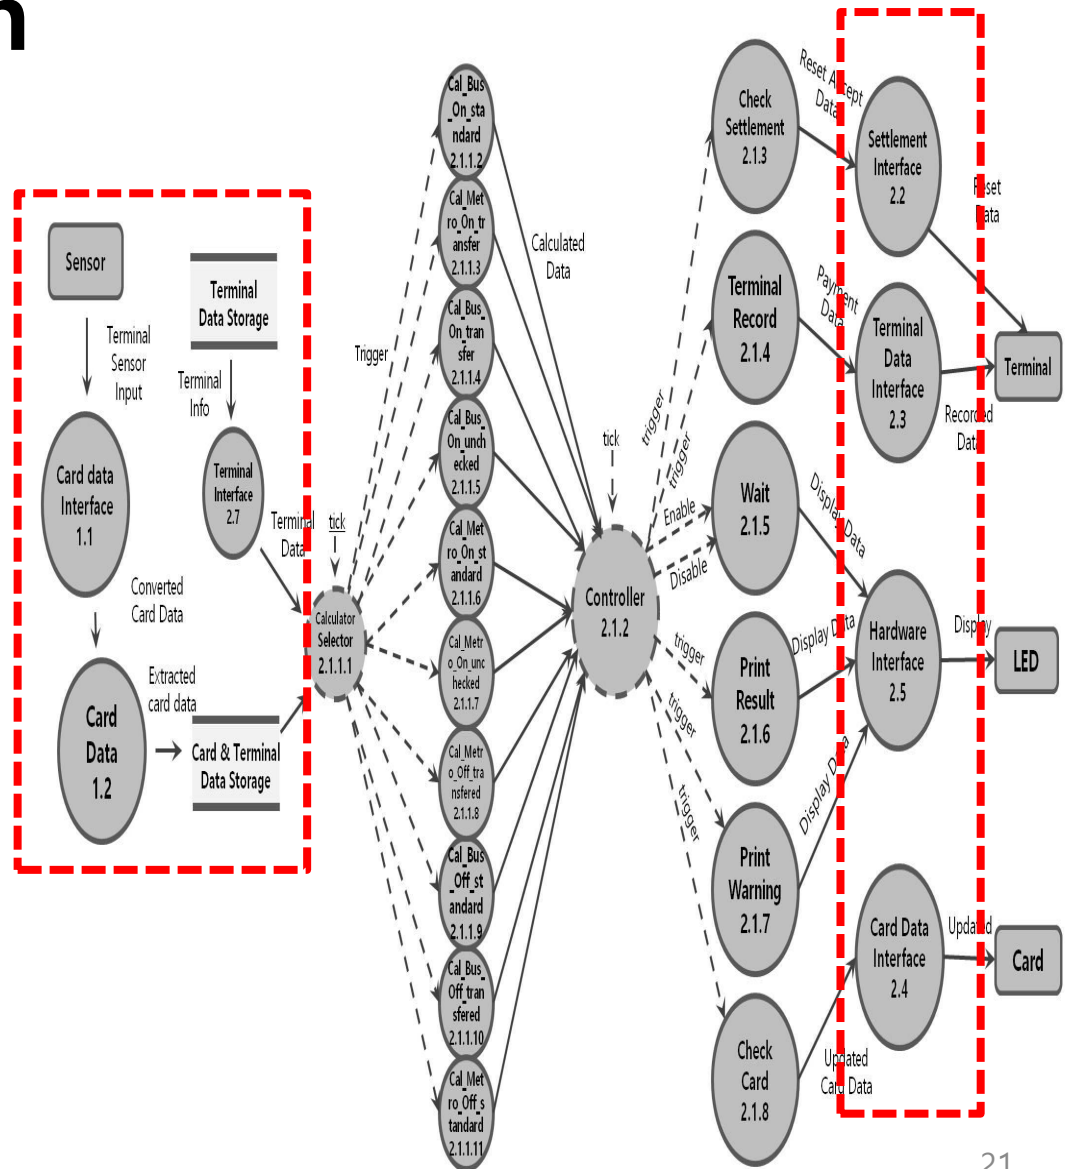 n
Sensor
Terminal
Data Storage
Terminal
Sensor
Input
Terminal
Info
Card data
Interface
1.1
Terminal
Interface
2.7
Terminal
Data
tick
Converted
Card Data
Card
Data
1.2
Extracted
card data
Card & Terminal
Data Storage
Calculator
Selector
2.1.1.1
Trigger
Cal_Bus
_On_sta
ndard
2.1.1.2
Cal_Met
ro_On_tr
ansfer
2.1.1.3
Cal_Bus_
On_tran
sfer
2.1.1.4
Cal_Bus_
On_unch
ecked
2.1.1.5
Cal_Met
ro_On_st
andard
2.1.1.6
Cal_Metr
o_On_unc
hecked
2.1.1.7
Cal_Metr
o_Off_tra
nsfered
2.1.1.8
Cal_Bus
_Off_st
andard
2.1.1.9
Cal_Bus_
Off_tran
sfered
2.1.1.10
Cal_Met
ro_Off_s
tandard
2.1.1.11
Calculated
Data
tick
Controller
2.1.2
trigger
trigger
Enable
Disable
trigger
trigger
trigger
Check
Settlement
2.1.3
Terminal
Record
2.1.4
Wait
2.1.5
Print
Result
2.1.6
Print
Warning
2.1.7
Check
Card
2.1.8
Reset Accept
Data
Payment
Data
Display Data
Display Data
Display Data
Updated
Card Data
Settlement
Interface
2.2
Terminal
Data
Interface
2.3
Hardware
Interface
2.5
Card Data
Interface
2.4
Reset
Data
Recorded
Data
Display
Updated
Terminal
LED
Card
21